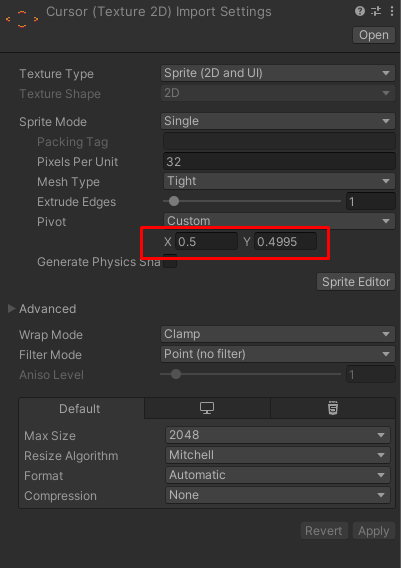 Cursor (Texture 2D) Import Settings
Open
Texture Type Sprite (2D and UI)
Texture Shape 2D
Sprite Mode Single
Packing Tag
Pixels Per Unit 32
Mesh Type Tight
Extrude Edges 1
Pivot Custom
X 0.5 Y 0.4995
Generate Physics Sha
Sprite Editor
Advanced
Wrap Mode Clamp
Filter Mode Point (no filter)
Aniso Level 1
Default 5
Max Size 2048
Resize Algorithm Mitchell
Format Automatic
Compression None
Revert Apply